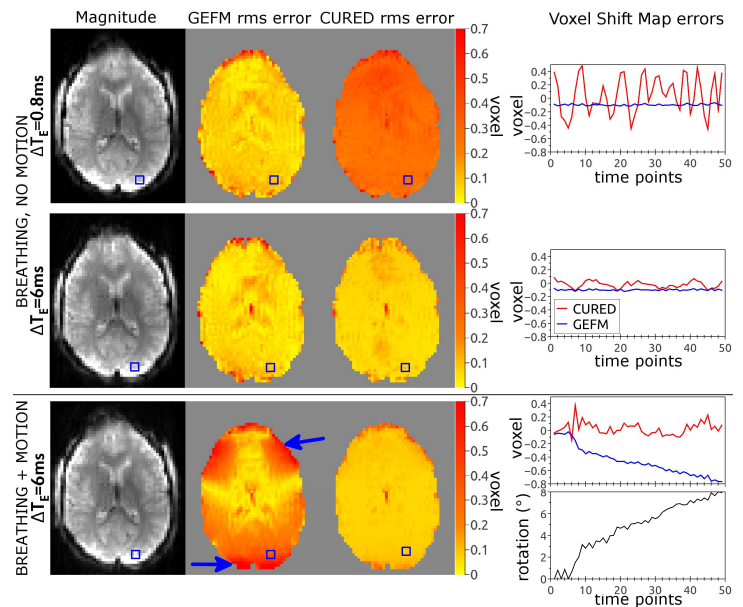 Magnitude
GEFM rms error
CURED rms error
Voxel Shift Map errors
BREATHING, NO MOTION
ΔTE=0.8ms
0.7
0.6
0.5
0.4
0.3
0.2
0.1
0
voxel
0.4
0.2
0
−0.2
−0.4
−0.6
−0.8
voxel
0 10 20 30 40 50
time points
ΔTE=6ms
0.7
0.6
0.5
0.4
0.3
0.2
0.1
0
voxel
0.4
0.2
0
−0.2
−0.4
−0.6
−0.8
voxel
CURED
GEFM
0 10 20 30 40 50
time points
BREATHING + MOTION
ΔTE=6ms
0.7
0.6
0.5
0.4
0.3
0.2
0.1
0
voxel
0.4
0.2
0
−0.2
−0.4
−0.6
−0.8
voxel
8
6
4
2
0
rotation (°)
0 10 20 30 40 50
time points